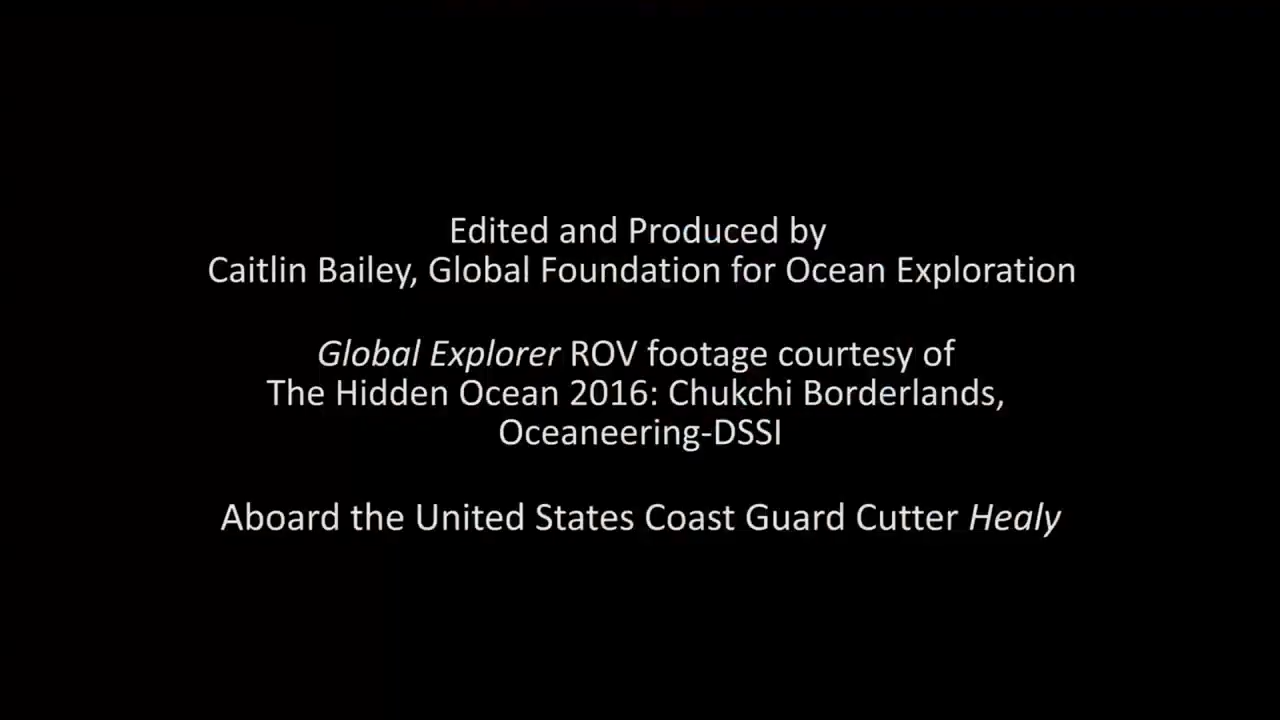 Edited and Produced by
Caitlin Bailey, Global Foundation for Ocean Exploration
Global Explorer ROV footage courtesy of
The Hidden Ocean 2016: Chukchi Borderlands,
Oceaneering-DSSI
Aboard the United States Coast Guard Cutter Healy